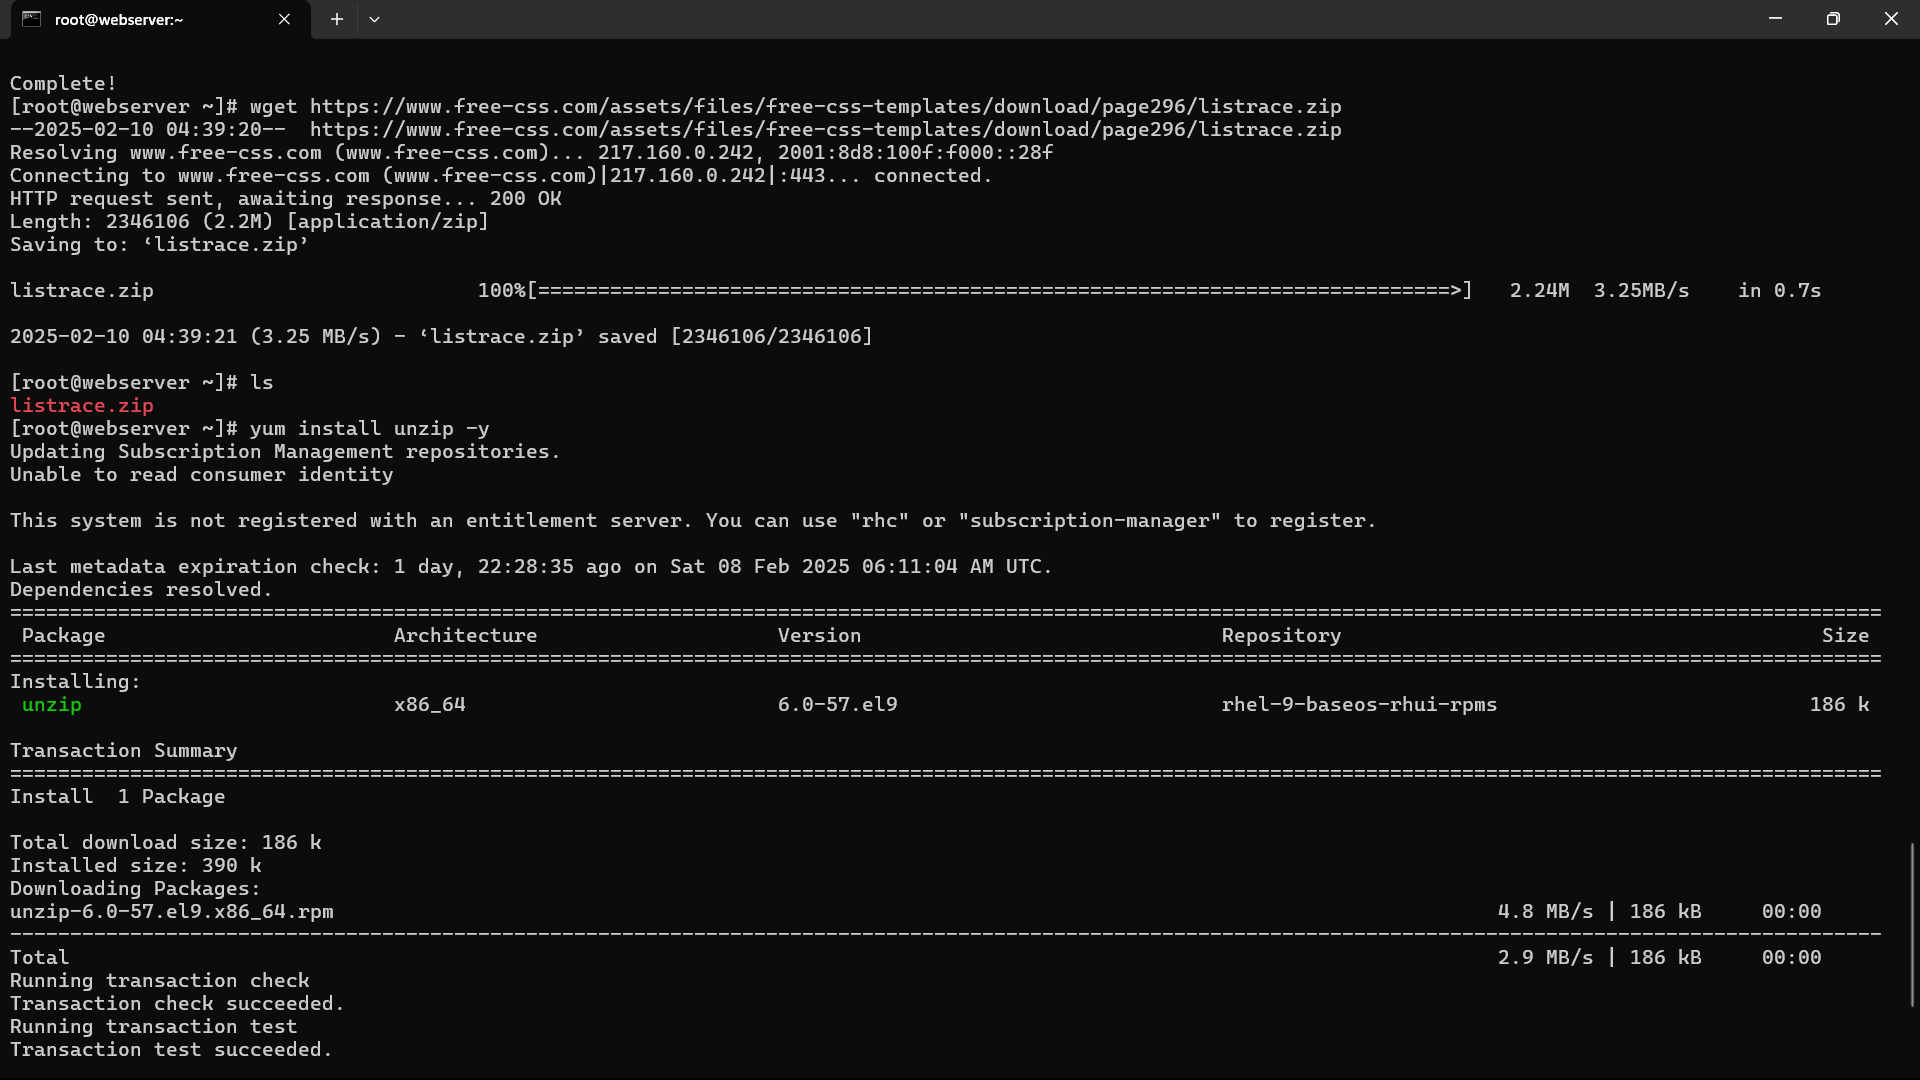 root@webserver:~
Complete!
[root@webserver ~]# wget https://www.free-css.com/assets/files/free-css-templates/download/page296/listrace.zip
--2025-02-10 04:39:20--  https://www.free-css.com/assets/files/free-css-templates/download/page296/listrace.zip
Resolving www.free-css.com (www.free-css.com)... 217.160.0.242, 2001:8d8:100f:f000::28f
Connecting to www.free-css.com (www.free-css.com)|217.160.0.242|:443... connected.
HTTP request sent, awaiting response... 200 OK
Length: 2346106 (2.2M) [application/zip]
Saving to: ‘listrace.zip’
listrace.zip 100%[============================================================================>] 2.24M 3.25MB/s in 0.7s
2025-02-10 04:39:21 (3.25 MB/s) - ‘listrace.zip’ saved [2346106/2346106]
[root@webserver ~]# ls
listrace.zip
[root@webserver ~]# yum install unzip -y
Updating Subscription Management repositories.
Unable to read consumer identity
This system is not registered with an entitlement server. You can use "rhc" or "subscription-manager" to register.
Last metadata expiration check: 1 day, 22:28:35 ago on Sat 08 Feb 2025 06:11:04 AM UTC.
Dependencies resolved.
Package Architecture Version Repository Size
Installing:
unzip x86_64 6.0-57.el9 rhel-9-baseos-rhui-rpms 186 k
Transaction Summary
Install  1 Package
Total download size: 186 k
Installed size: 390 k
Downloading Packages:
unzip-6.0-57.el9.x86_64.rpm 4.8 MB/s | 186 kB 00:00
Total 2.9 MB/s | 186 kB 00:00
Running transaction check
Transaction check succeeded.
Running transaction test
Transaction test succeeded.